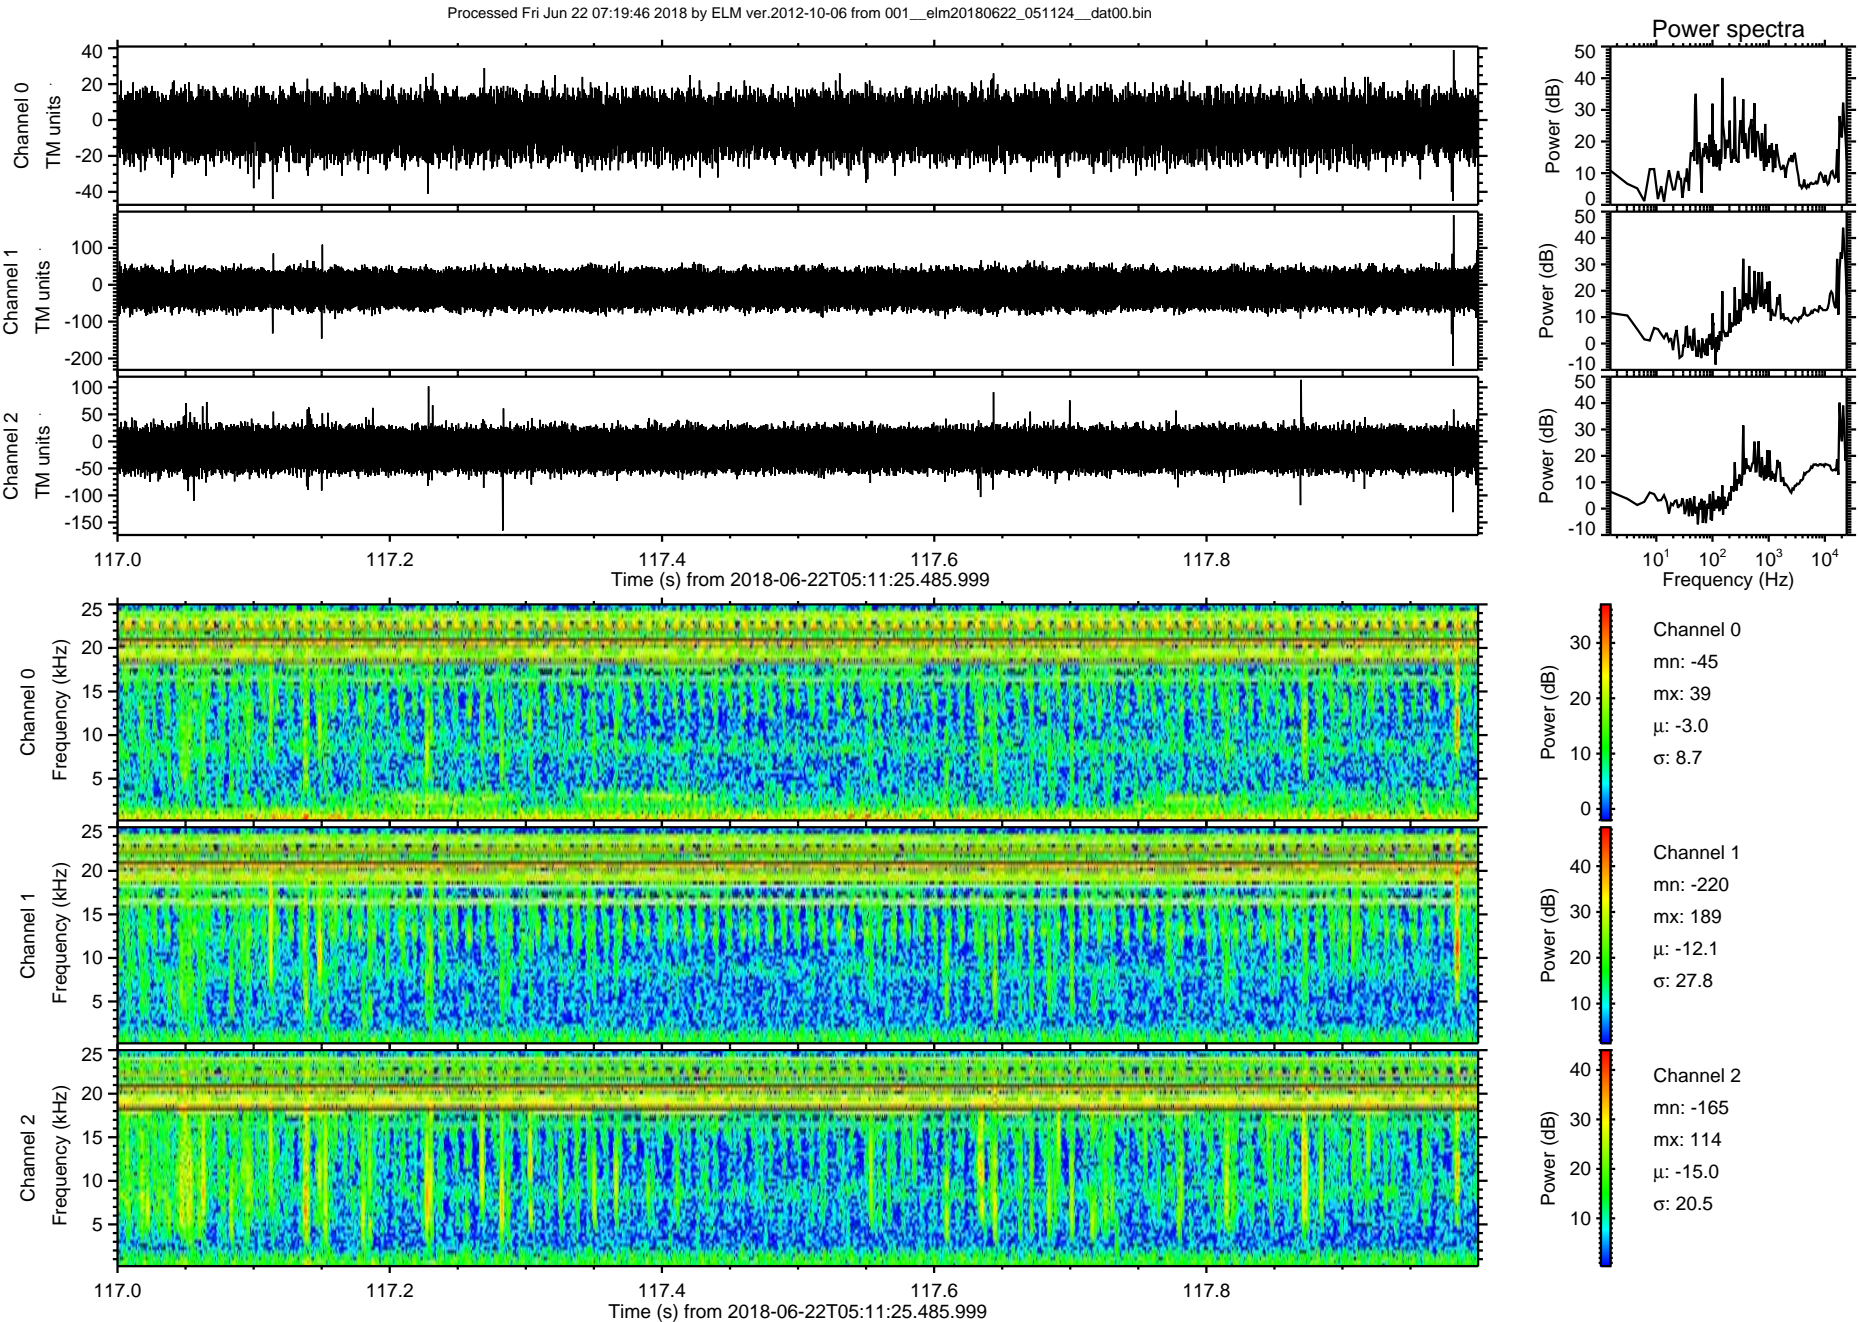 Processed Fri Jun 22 07:19:46 2018 by ELM ver.2012-10-06 from 001__elm20180622_051124__dat00.bin
Power spectra
Channel 0
TM units
40
20
0
-20
-40
Power (dB)
50
40
30
20
10
0
Channel 1
TM units
100
0
-100
-200
Power (dB)
50
40
30
20
10
0
-10
Channel 2
TM units
100
50
0
-50
-100
-150
Power (dB)
50
40
30
20
10
0
-10
117.0 117.2 117.4 117.6 117.8
Time (s) from 2018-06-22T05:11:25.485.999
10¹ 10² 10³ 10⁴
Frequency (Hz)
Channel 0
Frequency (kHz)
25
20
15
10
5
Power (dB)
30
20
10
0
Channel 0
mn: -45
mx: 39
µ: -3.0
σ: 8.7
Channel 1
Frequency (kHz)
25
20
15
10
5
Power (dB)
40
30
20
10
Channel 1
mn: -220
mx: 189
µ: -12.1
σ: 27.8
Channel 2
Frequency (kHz)
25
20
15
10
5
Power (dB)
40
30
20
10
Channel 2
mn: -165
mx: 114
µ: -15.0
σ: 20.5
117.0 117.2 117.4 117.6 117.8
Time (s) from 2018-06-22T05:11:25.485.999